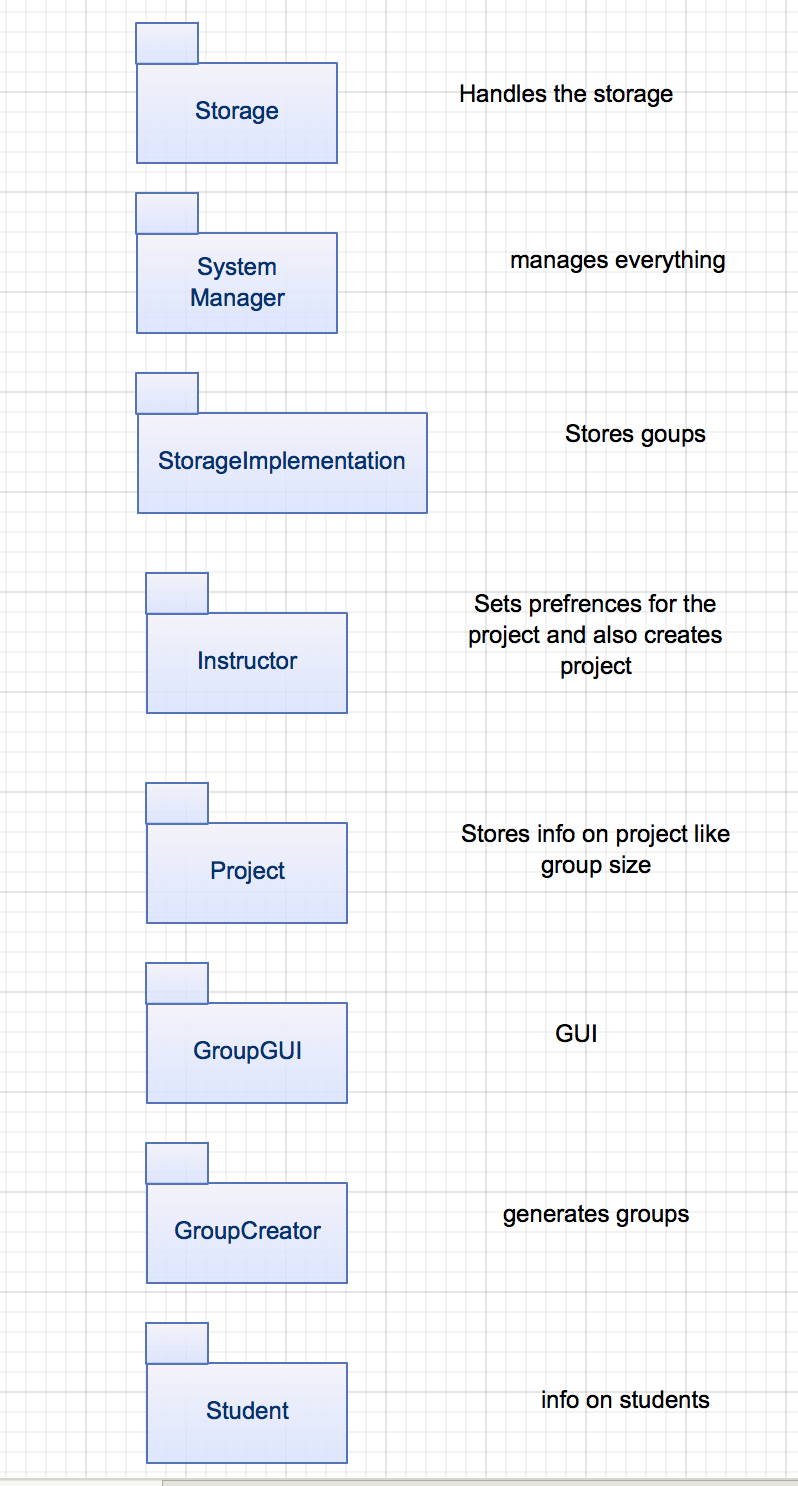 Storage
Handles the storage
System
Manager
manages everything
StorageImplementation
Stores goups
Instructor
Sets prefrences for the
project and also creates
project
Project
Stores info on project like
group size
GroupGUI
GUI
GroupCreator
generates groups
Student
info on students